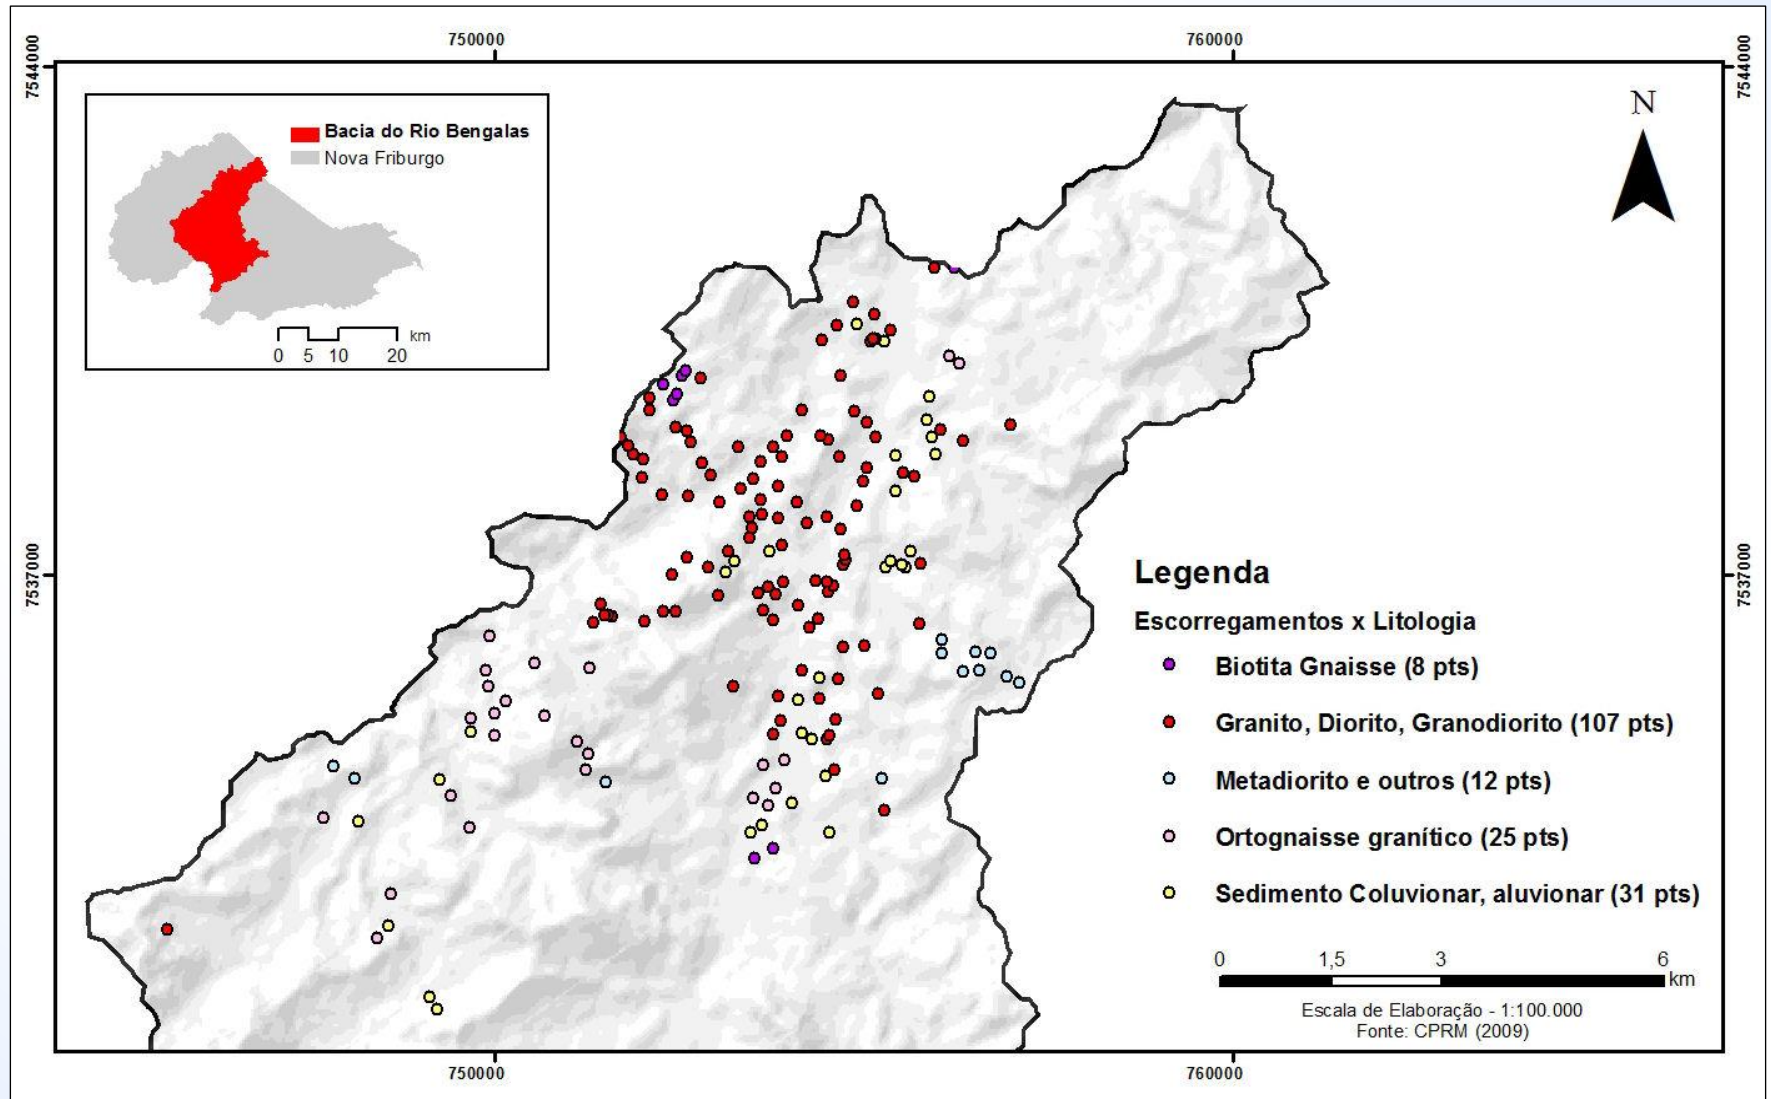 750000
760000
7544000
7544000
Bacia do Rio Bengalas
Nova Friburgo
km
0 5 10 20
N
7537000
7537000
Legenda
Escorregamentos x Litologia
Biotita Gnaisse (8 pts)
Granito, Diorito, Granodiorito (107 pts)
Metadiorito e outros (12 pts)
Ortognaisse granítico (25 pts)
Sedimento Coluvionar, aluvionar (31 pts)
0 1,5 3 6
km
Escala de Elaboração - 1:100.000
Fonte: CPRM (2009)
750000
760000